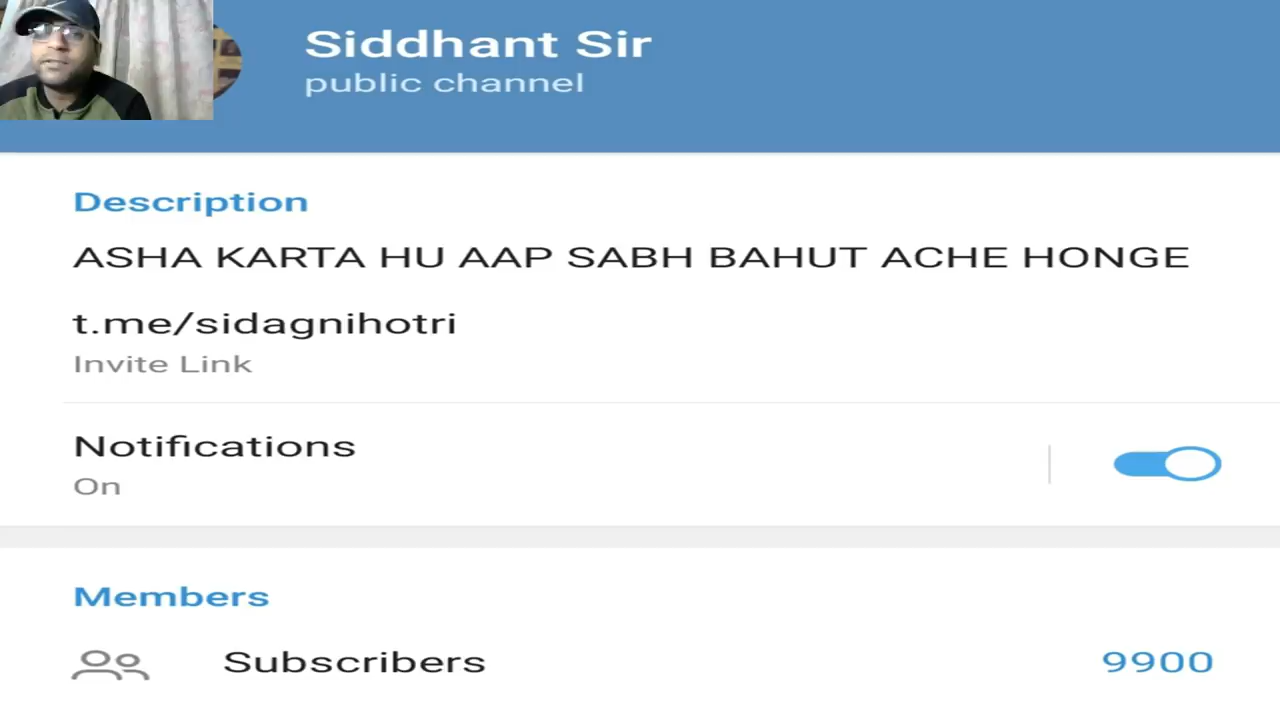 Siddhant Sir
public channel
Description
ASHA KARTA HU AAP SABH BAHUT ACHE HONGE
t.me/sidagnihotri
Invite Link
Notifications
On
Members
Subscribers 9900